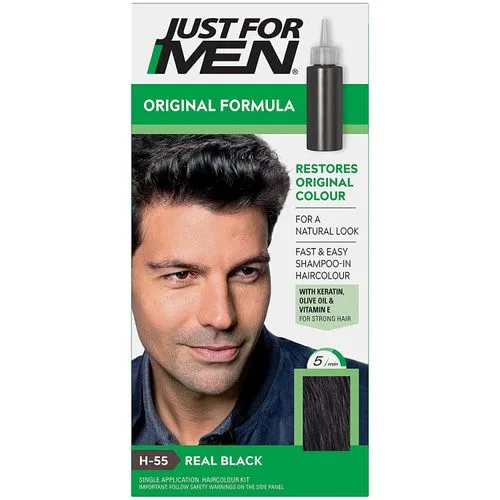 JUST FOR
MEN®
ORIGINAL FORMULA
RESTORES
ORIGINAL
COLOUR
FOR A
NATURAL LOOK
FAST & EASY
SHAMPOO-IN
HAIRCOLOUR
WITH KERATIN,
OLIVE OIL &
VITAMIN E
FOR STRONG HAIR
5/min
H-55 REAL BLACK
SINGLE APPLICATION HAIRCOLOUR KIT
IMPORTANT: FOLLOW SAFETY WARNINGS ON THE SIDE PANEL